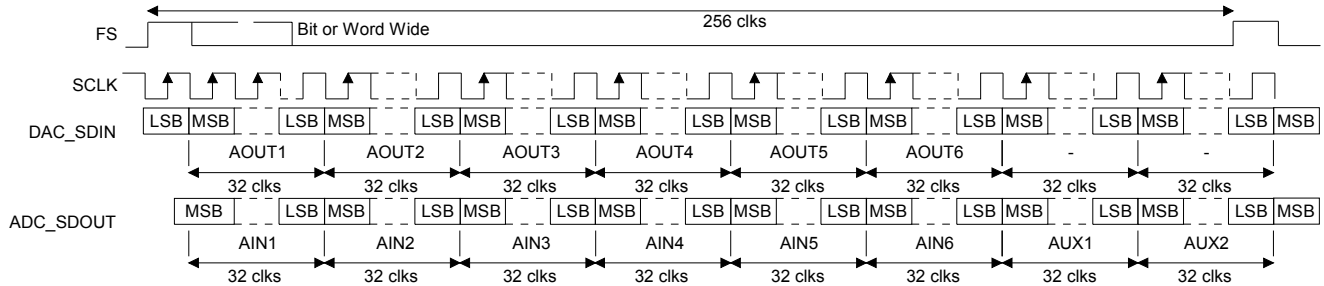 256 clks
FS Bit or Word Wide
SCLK
DAC_SDIN LSB MSB LSB MSB LSB MSB LSB MSB LSB MSB LSB MSB LSB MSB LSB MSB LSB MSB
AOUT1 AOUT2 AOUT3 AOUT4 AOUT5 AOUT6 - -
32 clks 32 clks 32 clks 32 clks 32 clks 32 clks 32 clks 32 clks
ADC_SDOUT MSB LSB MSB LSB MSB LSB MSB LSB MSB LSB MSB LSB MSB LSB MSB LSB MSB
AIN1 AIN2 AIN3 AIN4 AIN5 AIN6 AUX1 AUX2
32 clks 32 clks 32 clks 32 clks 32 clks 32 clks 32 clks 32 clks